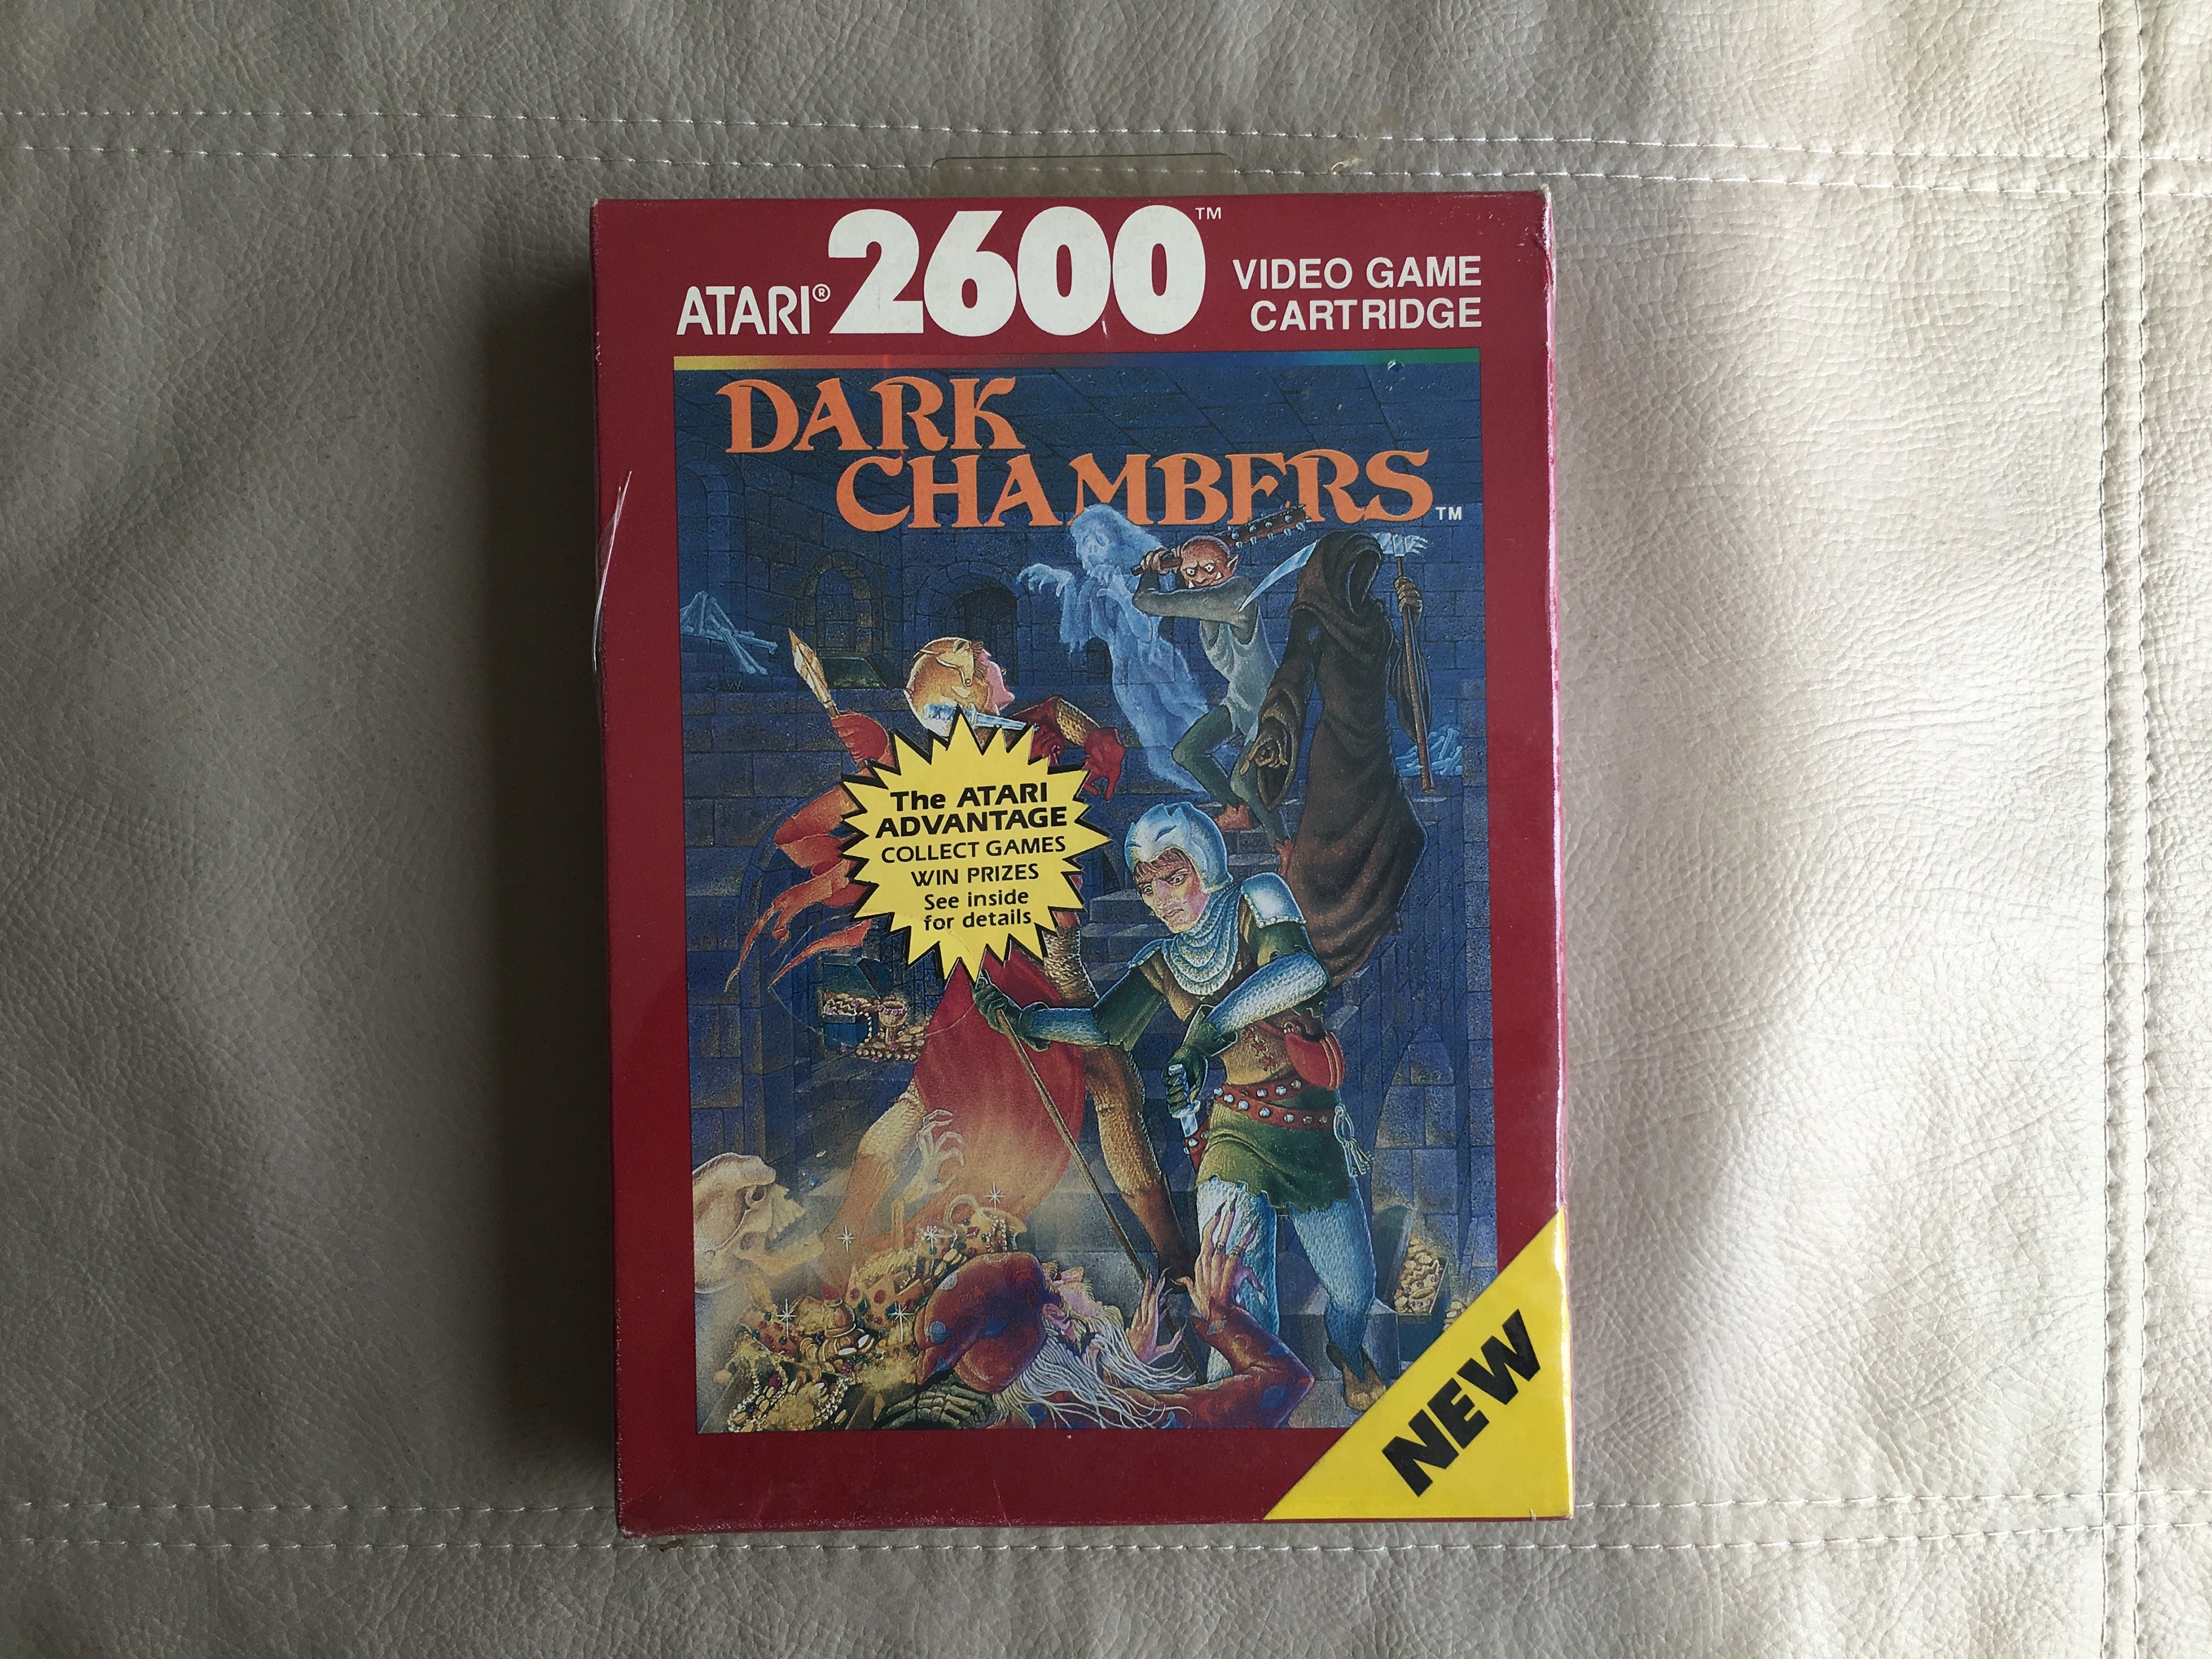 ATARI® 2600™ VIDEO GAME
CARTRIDGE
DARK
CHAMBERS™
The ATARI
ADVANTAGE
COLLECT GAMES
WIN PRIZES
See inside
for details
NEW